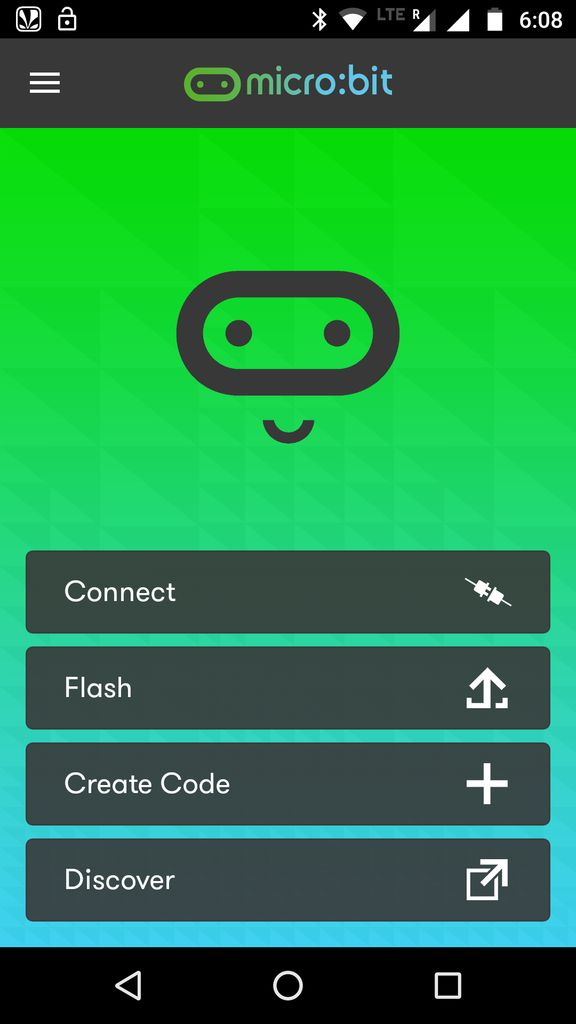 LTE R 6:08
micro:bit
Connect
Flash
Create Code
Discover